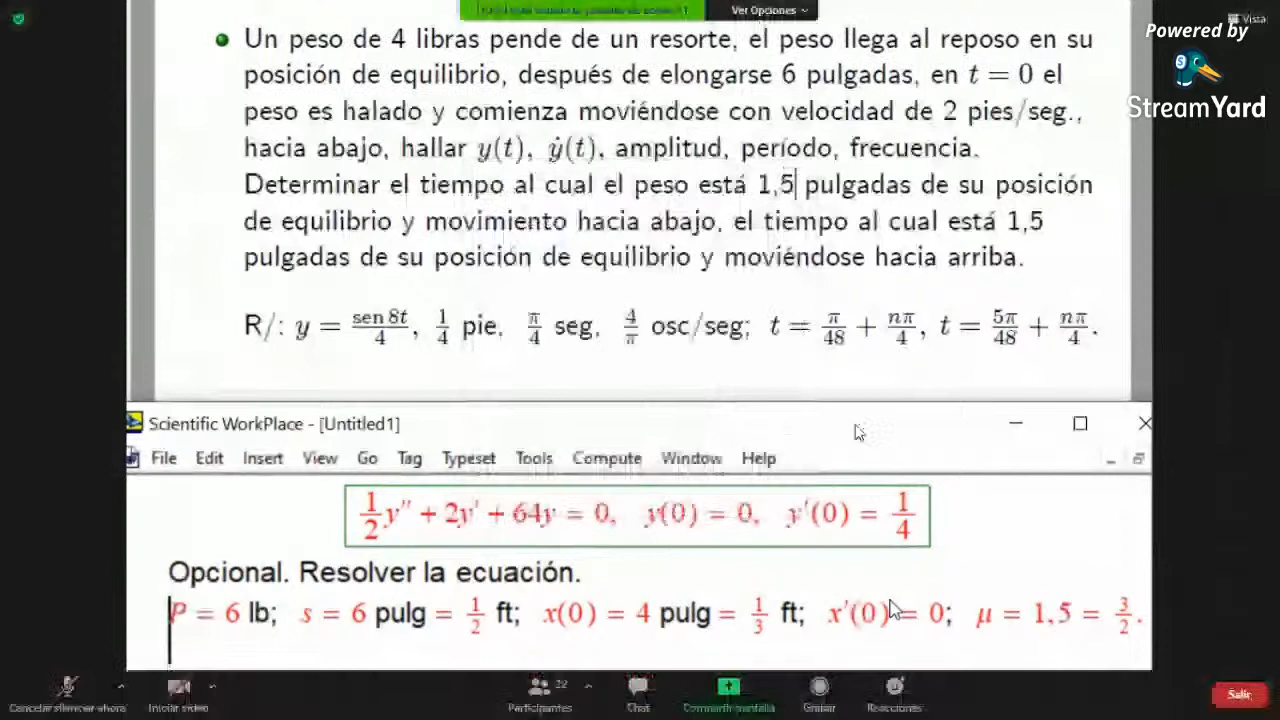 Ver Opciones
Vista
Powered by
StreamYard
Un peso de 4 libras pende de un resorte, el peso llega al reposo en su
posición de equilibrio, después de elongarse 6 pulgadas, en t = 0 el
peso es halado y comienza moviéndose con velocidad de 2 pies/seg.,
hacia abajo, hallar y(t), ẏ(t), amplitud, período, frecuencia.
Determinar el tiempo al cual el peso está 1,5 pulgadas de su posición
de equilibrio y movimiento hacia abajo, el tiempo al cual está 1,5
pulgadas de su posición de equilibrio y moviéndose hacia arriba.
R/: y = sen 8t/4, 1/4 pie, π/4 seg, 4/π osc/seg; t = π/48 + nπ/4, t = 5π/48 + nπ/4.
Scientific WorkPlace - [Untitled1]
File Edit Insert View Go Tag Typeset Tools Compute Window Help
1/2 y'' + 2y' + 64y = 0, y(0) = 0, y'(0) = 1/4
Opcional. Resolver la ecuación.
P = 6 lb; s = 6 pulg = 1/2 ft; x(0) = 4 pulg = 1/3 ft; x'(0) = 0; μ = 1,5 = 3/2.
Cancelar silenciar ahora Iniciar video Participantes 22 Chat Compartir pantalla Grabar Reacciones Salir